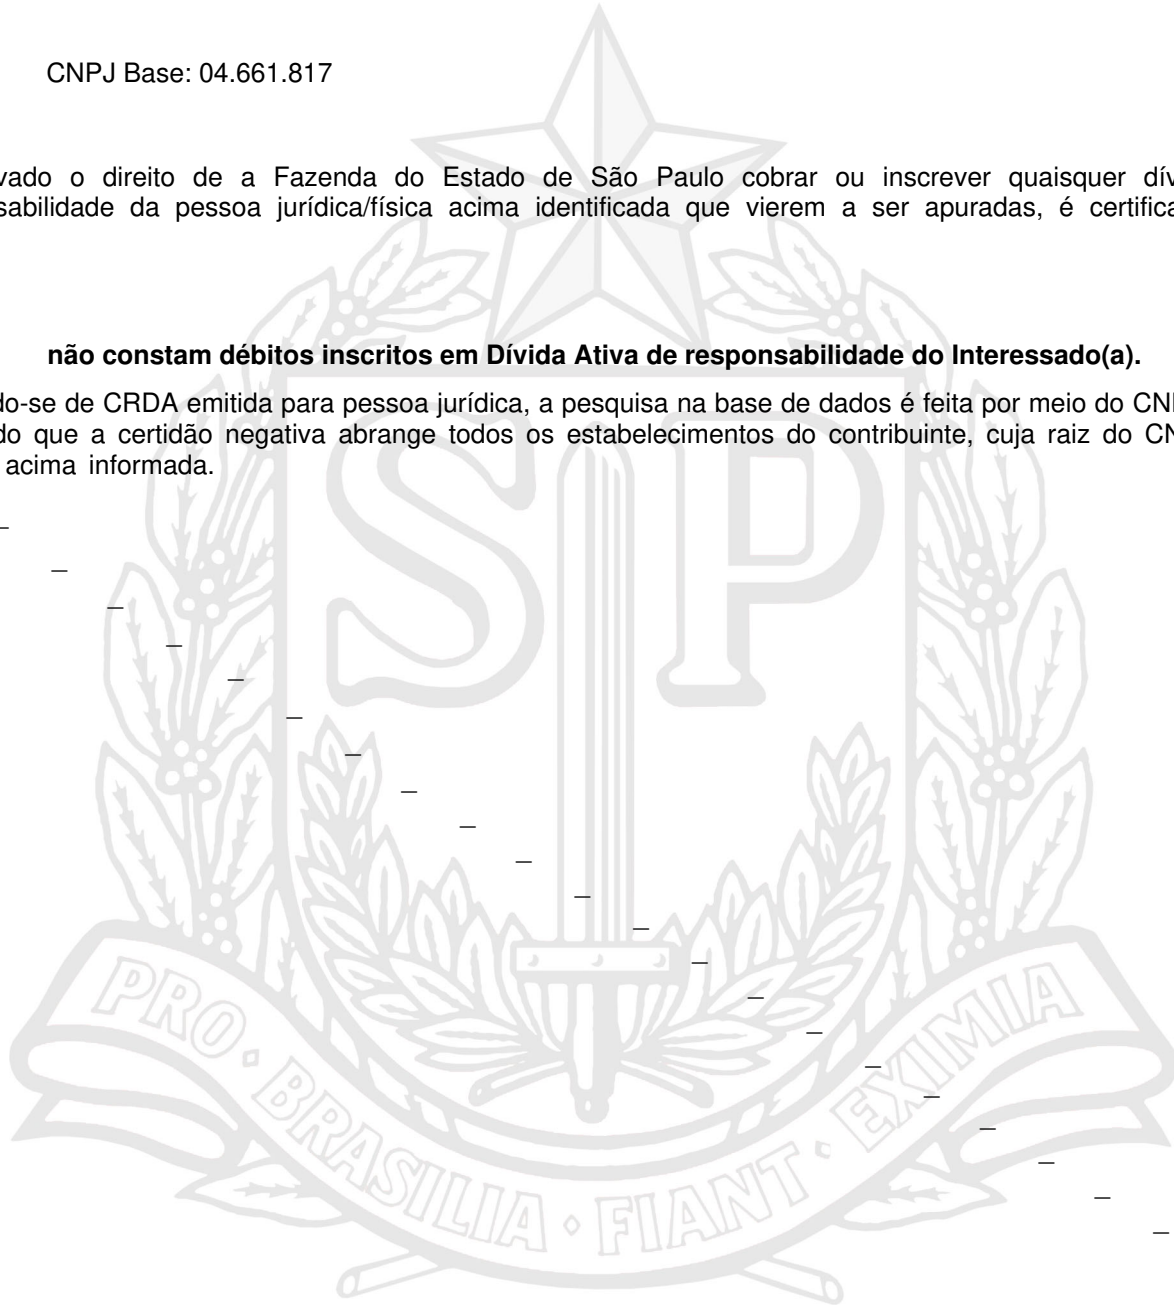 CNPJ Base: 04.661.817
vado o direito de a Fazenda do Estado de São Paulo cobrar ou inscrever quaisquer dív
sabilidade da pessoa jurídica/física acima identificada que vierem a ser apuradas, é certifica
não constam débitos inscritos em Dívida Ativa de responsabilidade do Interessado(a).
do-se de CRDA emitida para pessoa jurídica, a pesquisa na base de dados é feita por meio do CN
do que a certidão negativa abrange todos os estabelecimentos do contribuinte, cuja raiz do CN
acima informada.
SP
PRO • BRASILIA • FIANT • EXIMIA